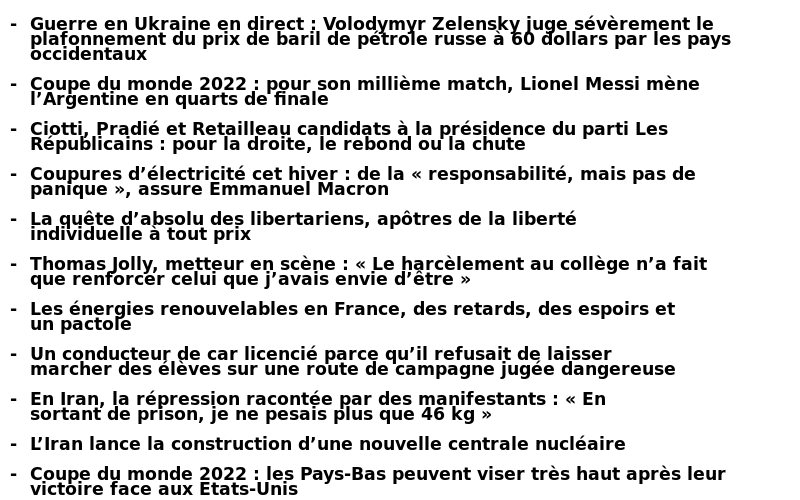 - Guerre en Ukraine en direct : Volodymyr Zelensky juge sévèrement le
plafonnement du prix de baril de pétrole russe à 60 dollars par les pays
occidentaux
- Coupe du monde 2022 : pour son millième match, Lionel Messi mène
l’Argentine en quarts de finale
- Ciotti, Pradié et Retailleau candidats à la présidence du parti Les
Républicains : pour la droite, le rebond ou la chute
- Coupures d’électricité cet hiver : de la « responsabilité, mais pas de
panique », assure Emmanuel Macron
- La quête d’absolu des libertariens, apôtres de la liberté
individuelle à tout prix
- Thomas Jolly, metteur en scène : « Le harcèlement au collège n’a fait
que renforcer celui que j’avais envie d’être »
- Les énergies renouvelables en France, des retards, des espoirs et
un pactole
- Un conducteur de car licencié parce qu’il refusait de laisser
marcher des élèves sur une route de campagne jugée dangereuse
- En Iran, la répression racontée par des manifestants : « En
sortant de prison, je ne pesais plus que 46 kg »
- L’Iran lance la construction d’une nouvelle centrale nucléaire
- Coupe du monde 2022 : les Pays-Bas peuvent viser très haut après leur
victoire face aux Etats-Unis